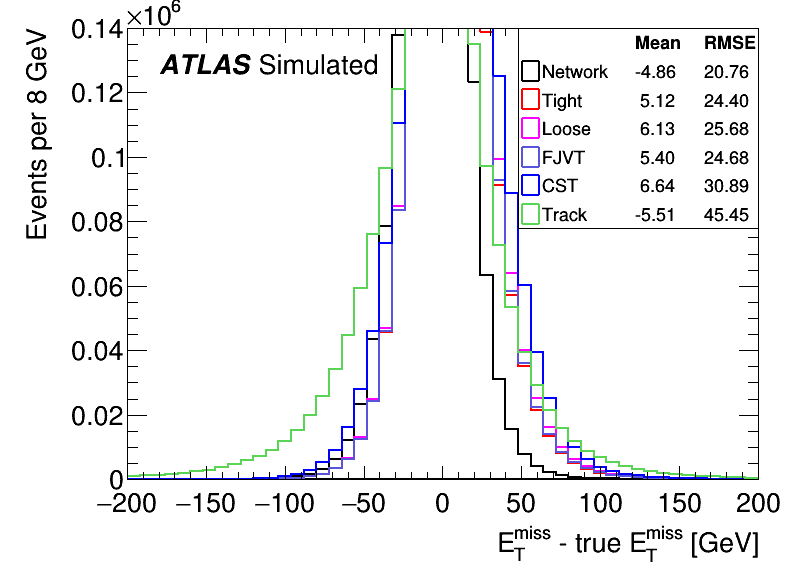 ×10⁶
0.14
0.12
0.1
0.08
0.06
0.04
0.02
0
Events per 8 GeV
ATLAS Simulated
Mean RMSE
Network -4.86 20.76
Tight 5.12 24.40
Loose 6.13 25.68
FJVT 5.40 24.68
CST 6.64 30.89
Track -5.51 45.45
−200 −150 −100 −50 0 50 100 150 200
E_T^miss - true E_T^miss [GeV]